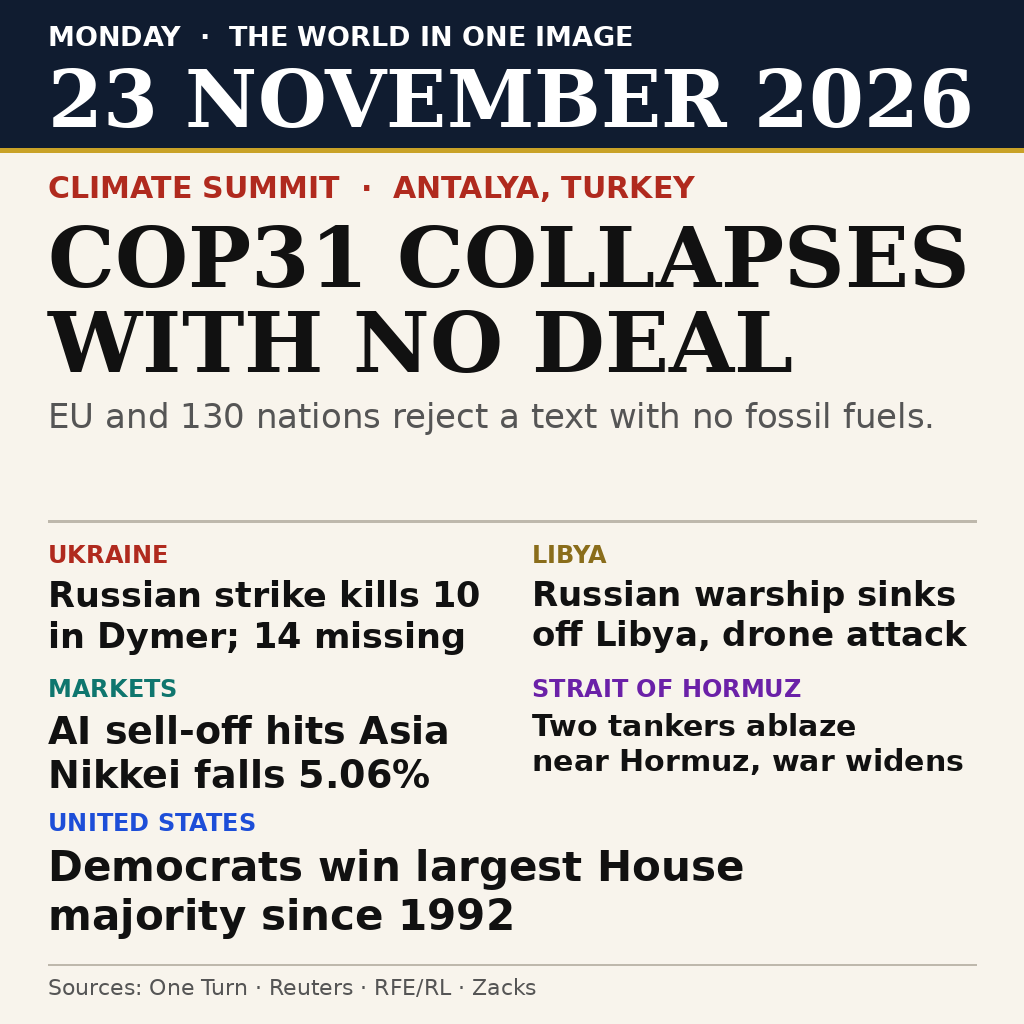 MONDAY · THE WORLD IN ONE IMAGE
23 NOVEMBER 2026
CLIMATE SUMMIT · ANTALYA, TURKEY
COP31 COLLAPSES
WITH NO DEAL
EU and 130 nations reject a text with no fossil fuels.
UKRAINE
Russian strike kills 10
in Dymer; 14 missing
LIBYA
Russian warship sinks
off Libya, drone attack
MARKETS
AI sell-off hits Asia
Nikkei falls 5.06%
STRAIT OF HORMUZ
Two tankers ablaze
near Hormuz, war widens
UNITED STATES
Democrats win largest House
majority since 1992
Sources: One Turn · Reuters · RFE/RL · Zacks